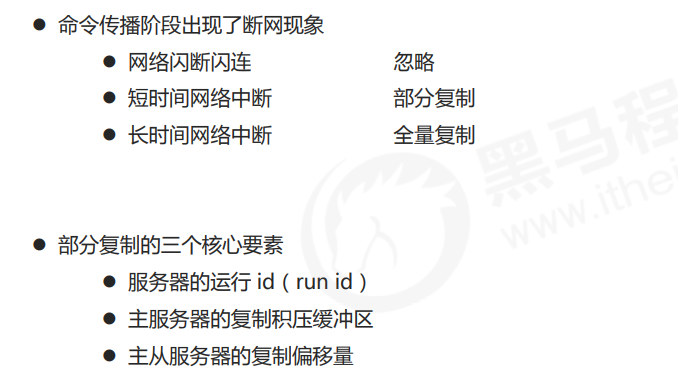 命令传播阶段出现了断网现象
网络闪断闪连 忽略
短时间网络中断 部分复制
长时间网络中断 全量复制
部分复制的三个核心要素
服务器的运行 id（run id）
主服务器的复制积压缓冲区
主从服务器的复制偏移量
黑马程
www.ithei